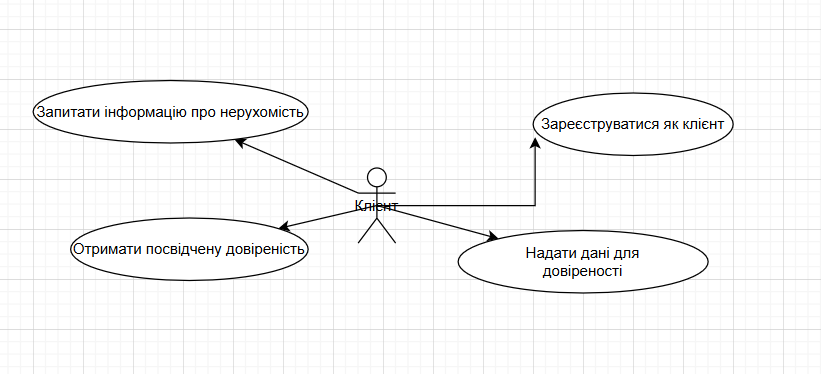 Запитати інформацію про нерухомість
Зареєструватися як клієнт
Клієнт
Отримати посвідчену довіреність
Надати дані для
довіреності